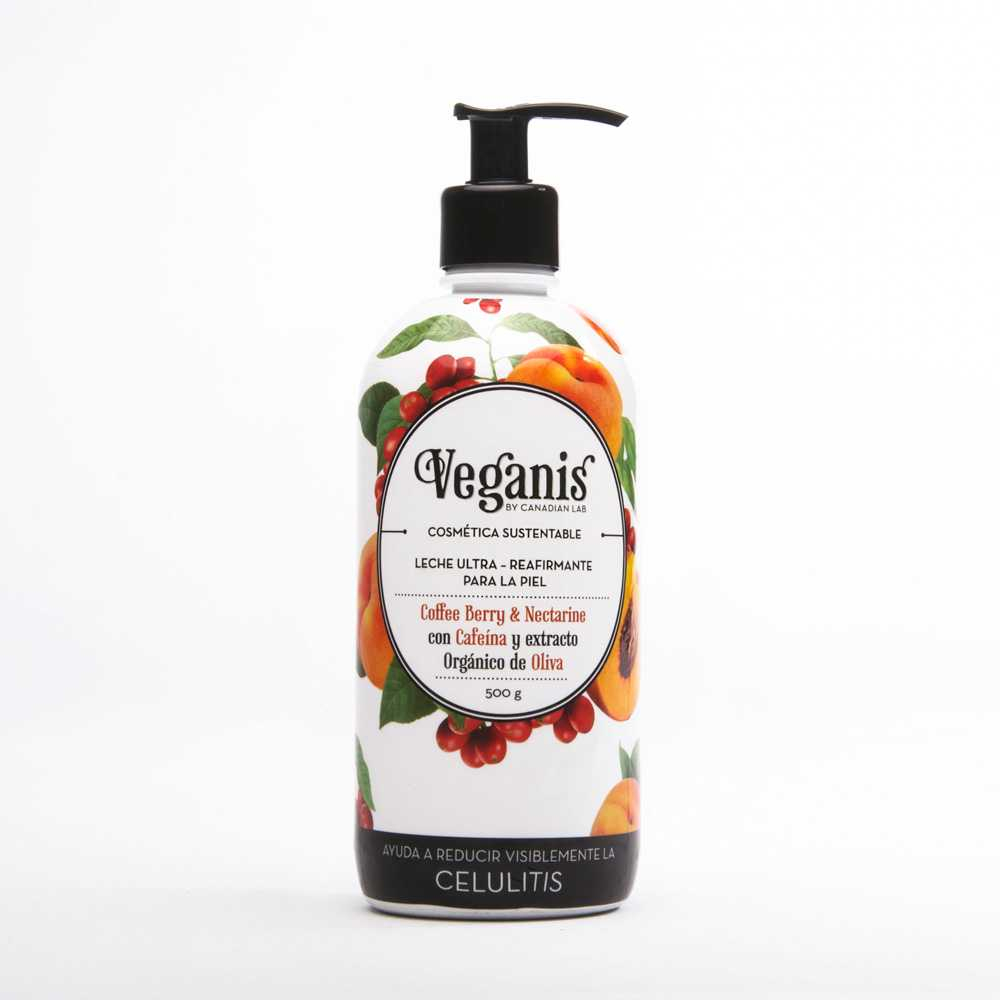 Veganis
BY CANADIAN LAB
COSMÉTICA SUSTENTABLE
LECHE ULTRA - REAFIRMANTE
PARA LA PIEL
Coffee Berry & Nectarine
con Cafeína y extracto
Orgánico de Oliva
500 g
AYUDA A REDUCIR VISIBLEMENTE LA
CELULITIS